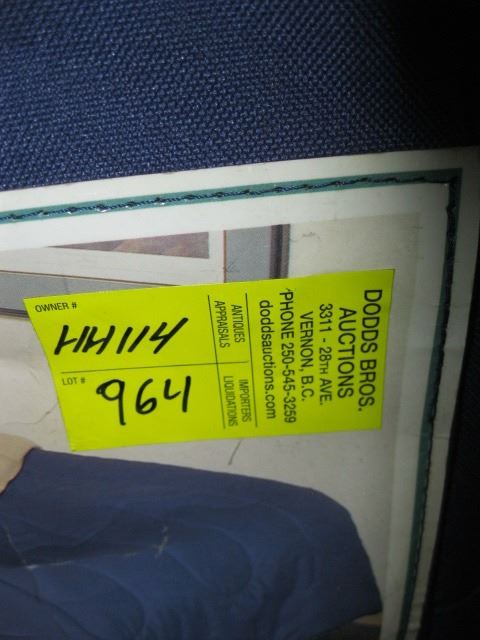 OWNER #
HH114
LOT #
964
ANTIQUES
APPRAISALS
IMPORTERS
LIQUIDATIONS
DODDS BROS.
AUCTIONS
3311 - 28TH AVE.
VERNON, B.C.
PHONE 250-545-3259
doddsauctions.com